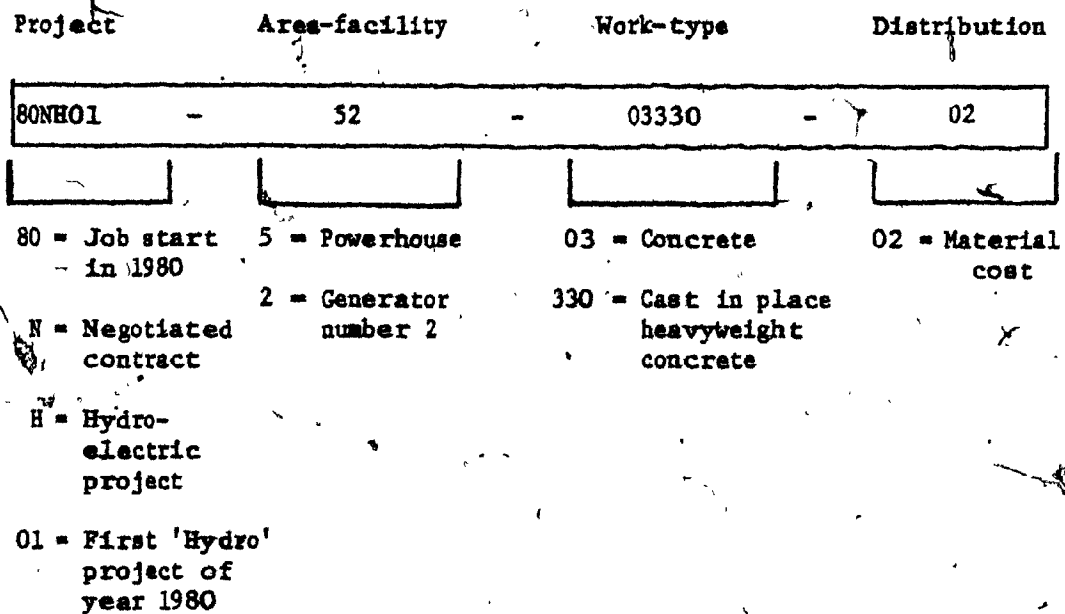 Project Area-facility Work-type Distribution
80NH01 - 52 - 03330 - 02
80 = Job start
- in 1980
N = Negotiated
contract
H = Hydro-
electric
project
01 = First 'Hydro'
project of
year 1980
5 = Powerhouse
2 = Generator
number 2
03 = Concrete
330 = Cast in place
heavyweight
concrete
02 = Material
cost